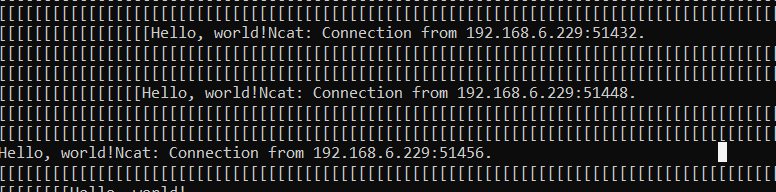 [[[[[[[[[[[[[[[[[[[[[[[[[[[[[[[[[[[[[[[[[[[[[[[[[[[[[[[[[[[[[[[[[[[[[[[[[[[[[[[[[[[[[[
[[[[[[[[[[[[[[[[[Hello, world!Ncat: Connection from 192.168.6.229:51432.
[[[[[[[[[[[[[[[[[[[[[[[[[[[[[[[[[[[[[[[[[[[[[[[[[[[[[[[[[[[[[[[[[[[[[[[[[[[[[[[[[[[[[[
[[[[[[[[[[[[[[[[[[[[[[[[[[[[[[[[[[[[[[[[[[[[[[[[[[[[[[[[[[[[[[[[[[[[[[[[[[[[[[[[[[[[[[
[[[[[[[[[[[[[[[[Hello, world!Ncat: Connection from 192.168.6.229:51448.
[[[[[[[[[[[[[[[[[[[[[[[[[[[[[[[[[[[[[[[[[[[[[[[[[[[[[[[[[[[[[[[[[[[[[[[[[[[[[[[[[[[[[[
[[[[[[[[[[[[[[[[[[[[[[[[[[[[[[[[[[[[[[[[[[[[[[[[[[[[[[[[[[[[[[[[[[[[[[[[[[[[[[[[[[[[[[
Hello, world!Ncat: Connection from 192.168.6.229:51456.
[[[[[[[[[[[[[[[[[[[[[[[[[[[[[[[[[[[[[[[[[[[[[[[[[[[[[[[[[[[[[[[[[[[[[[[[[[[[[[[[[[[[[[
[[[[[[[[Hello, world!